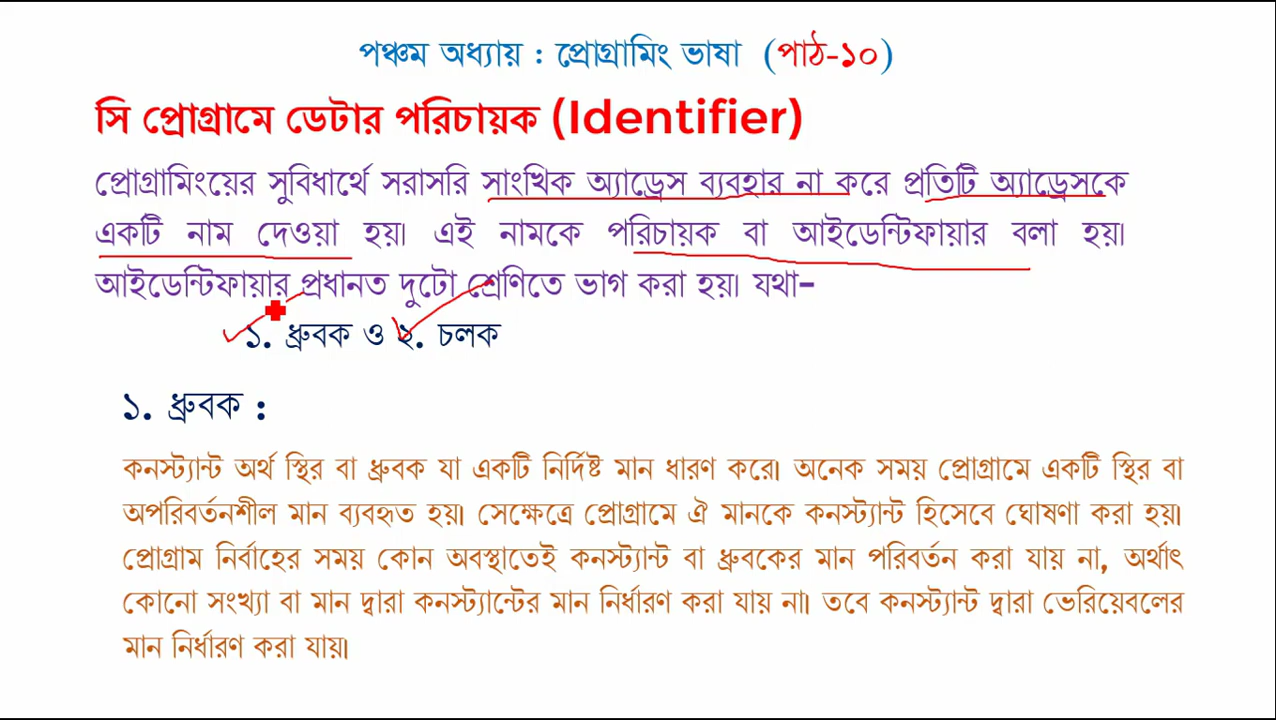 পঞ্চম অধ্যায় : প্রোগ্রামিং ভাষা (পাঠ-১০)
সি প্রোগ্রামে ডেটার পরিচায়ক (Identifier)
প্রোগ্রামিংয়ের সুবিধার্থে সরাসরি সাংখিক অ্যাড্রেস ব্যবহার না করে প্রতিটি অ্যাড্রেসকে
একটি নাম দেওয়া হয়। এই নামকে পরিচায়ক বা আইডেন্টিফায়ার বলা হয়।
আইডেন্টিফায়ার প্রধানত দুটো শ্রেণিতে ভাগ করা হয়। যথা-
১. ধ্রুবক ও ২. চলক
১. ধ্রুবক :
কনস্ট্যান্ট অর্থ স্থির বা ধ্রুবক যা একটি নির্দিষ্ট মান ধারণ করে। অনেক সময় প্রোগ্রামে একটি স্থির বা
অপরিবর্তনশীল মান ব্যবহৃত হয়। সেক্ষেত্রে প্রোগ্রামে ঐ মানকে কনস্ট্যান্ট হিসেবে ঘোষণা করা হয়।
প্রোগ্রাম নির্বাহের সময় কোন অবস্থাতেই কনস্ট্যান্ট বা ধ্রুবকের মান পরিবর্তন করা যায় না, অর্থাৎ
কোনো সংখ্যা বা মান দ্বারা কনস্ট্যান্টের মান নির্ধারণ করা যায় না। তবে কনস্ট্যান্ট দ্বারা ভেরিয়েবলের
মান নির্ধারণ করা যায়।